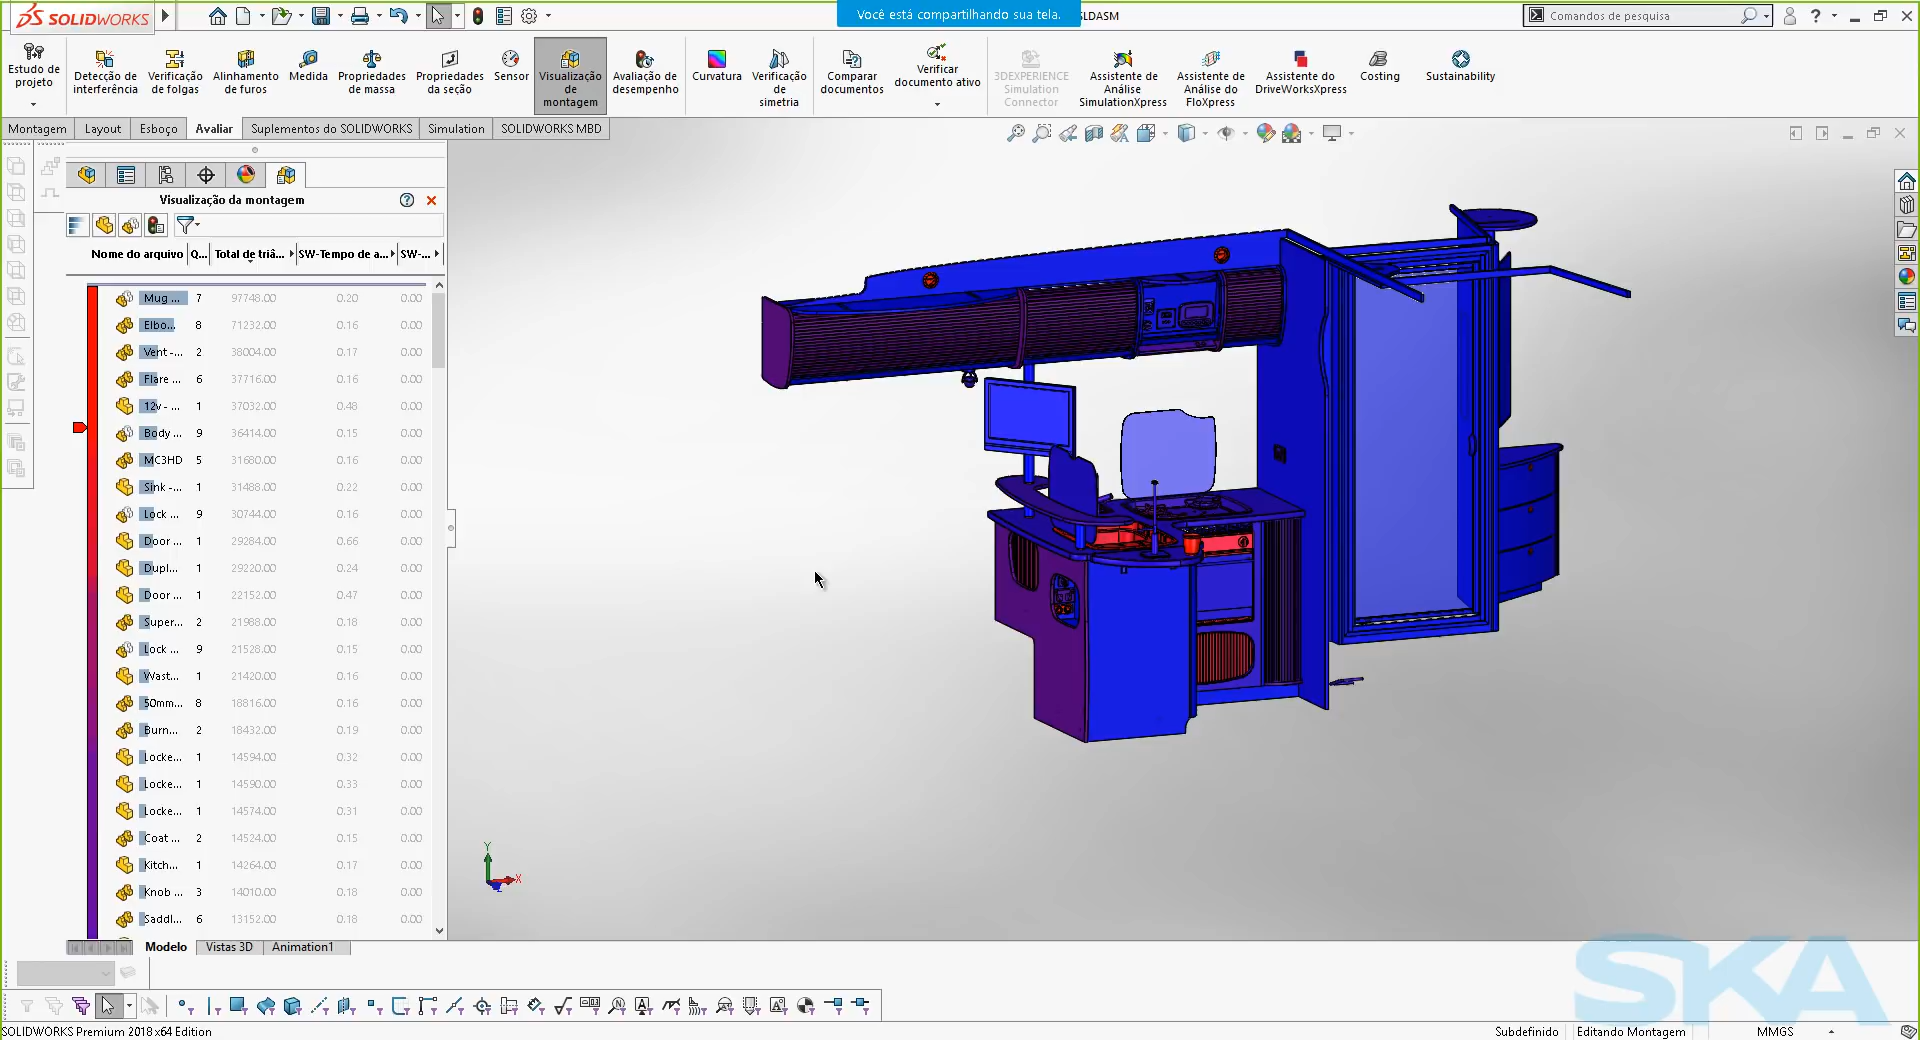 SOLIDWORKS
Você está compartilhando sua tela.
LDASM
Comandos de pesquisa
Estudo de projeto
Detecção de interferência
Verificação de folgas
Alinhamento de furos
Medida
Propriedades de massa
Propriedades da seção
Sensor
Visualização de montagem
Avaliação de desempenho
Curvatura
Verificação de simetria
Comparar documentos
Verificar documento ativo
3DEXPERIENCE Simulation Connector
Assistente de Análise SimulationXpress
Assistente de Análise do FloXpress
Assistente do DriveWorksXpress
Costing
Sustainability
Montagem Layout Esboço Avaliar Suplementos do SOLIDWORKS Simulation SOLIDWORKS MBD
Visualização da montagem
Nome do arquivo Q... Total de triâ... SW-Tempo de a... SW-...
Mug ... 7 97748.00 0.20 0.00
Elbo... 8 71232.00 0.16 0.00
Vent -... 2 38004.00 0.17 0.00
Flare ... 6 37716.00 0.16 0.00
12v - ... 1 37032.00 0.48 0.00
Body ... 9 36414.00 0.15 0.00
MC3HD 5 31680.00 0.16 0.00
Sink -... 1 31488.00 0.22 0.00
Lock ... 9 30744.00 0.16 0.00
Door ... 1 29284.00 0.66 0.00
Dupl... 1 29220.00 0.24 0.00
Door ... 1 22152.00 0.47 0.00
Super... 2 21988.00 0.18 0.00
Lock ... 9 21528.00 0.15 0.00
Wast... 1 21420.00 0.16 0.00
50mm... 8 18816.00 0.16 0.00
Burn... 2 18432.00 0.19 0.00
Locke... 1 14594.00 0.32 0.00
Locke... 1 14590.00 0.33 0.00
Locke... 1 14574.00 0.31 0.00
Coat ... 2 14524.00 0.15 0.00
Kitch... 1 14264.00 0.17 0.00
Knob ... 3 14010.00 0.18 0.00
Saddl... 6 13152.00 0.18 0.00
Y
X
Z
Modelo Vistas 3D Animation1
SKA
SOLIDWORKS Premium 2018 x64 Edition
Subdefinido Editando Montagem MMGS